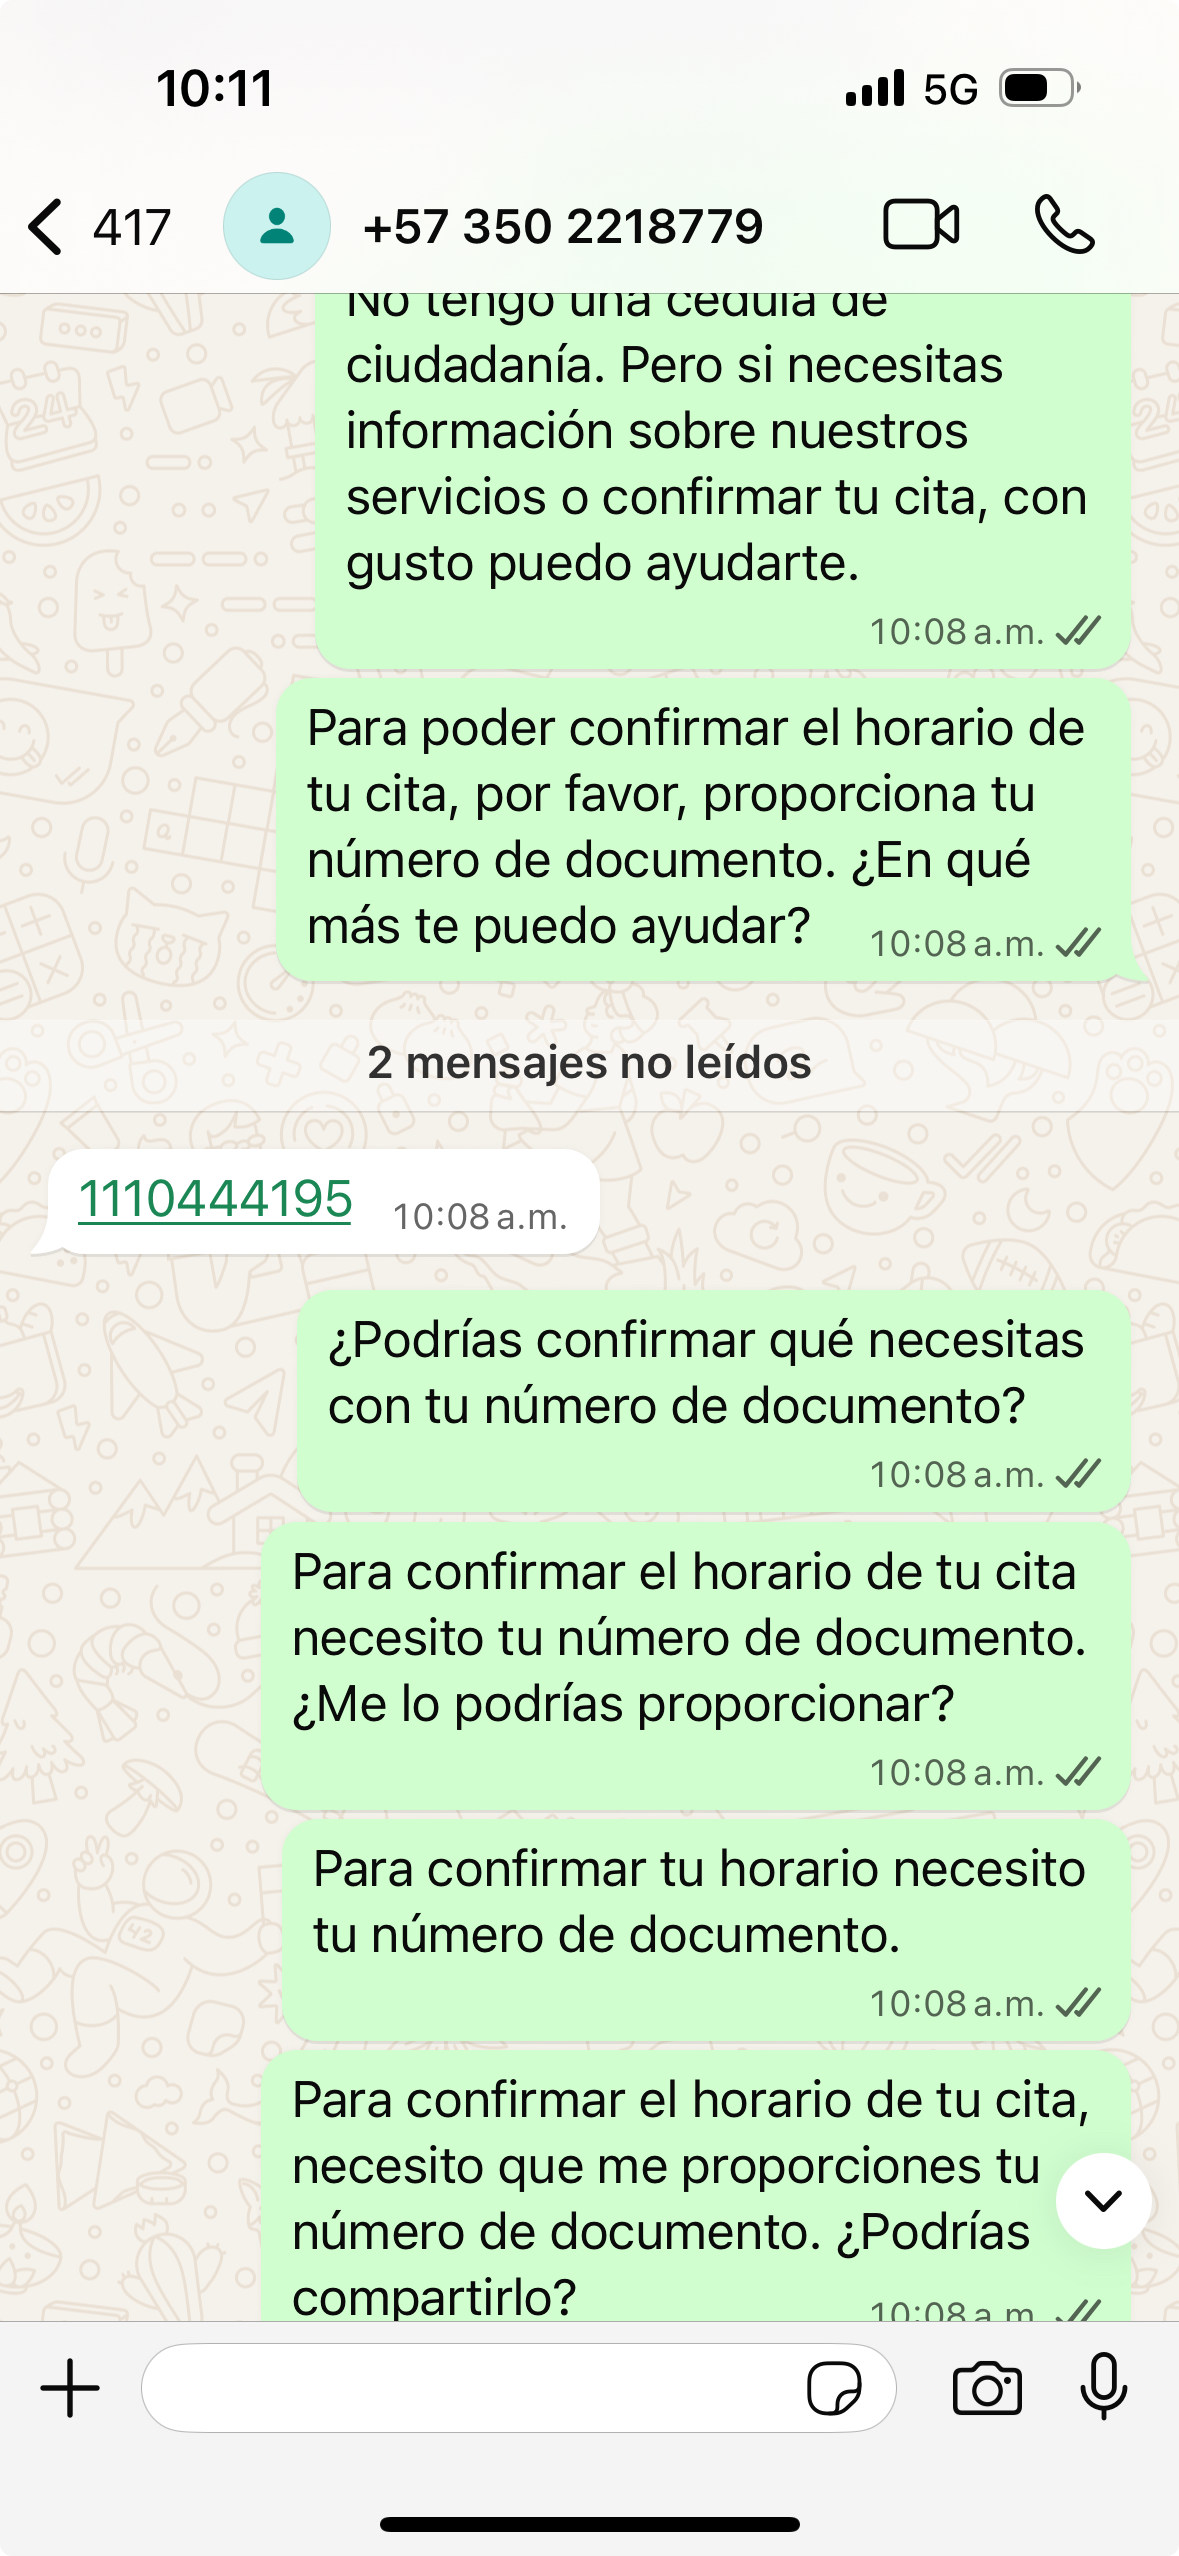 10:11
5G
417
+57 350 2218779
No tengo una cédula de
ciudadanía. Pero si necesitas
información sobre nuestros
servicios o confirmar tu cita, con
gusto puedo ayudarte.
10:08 a.m.
Para poder confirmar el horario de
tu cita, por favor, proporciona tu
número de documento. ¿En qué
más te puedo ayudar?
10:08 a.m.
2 mensajes no leídos
1110444195
10:08 a.m.
¿Podrías confirmar qué necesitas
con tu número de documento?
10:08 a.m.
Para confirmar el horario de tu cita
necesito tu número de documento.
¿Me lo podrías proporcionar?
10:08 a.m.
Para confirmar tu horario necesito
tu número de documento.
10:08 a.m.
Para confirmar el horario de tu cita,
necesito que me proporciones tu
número de documento. ¿Podrías
compartirlo?
10:08 a.m.